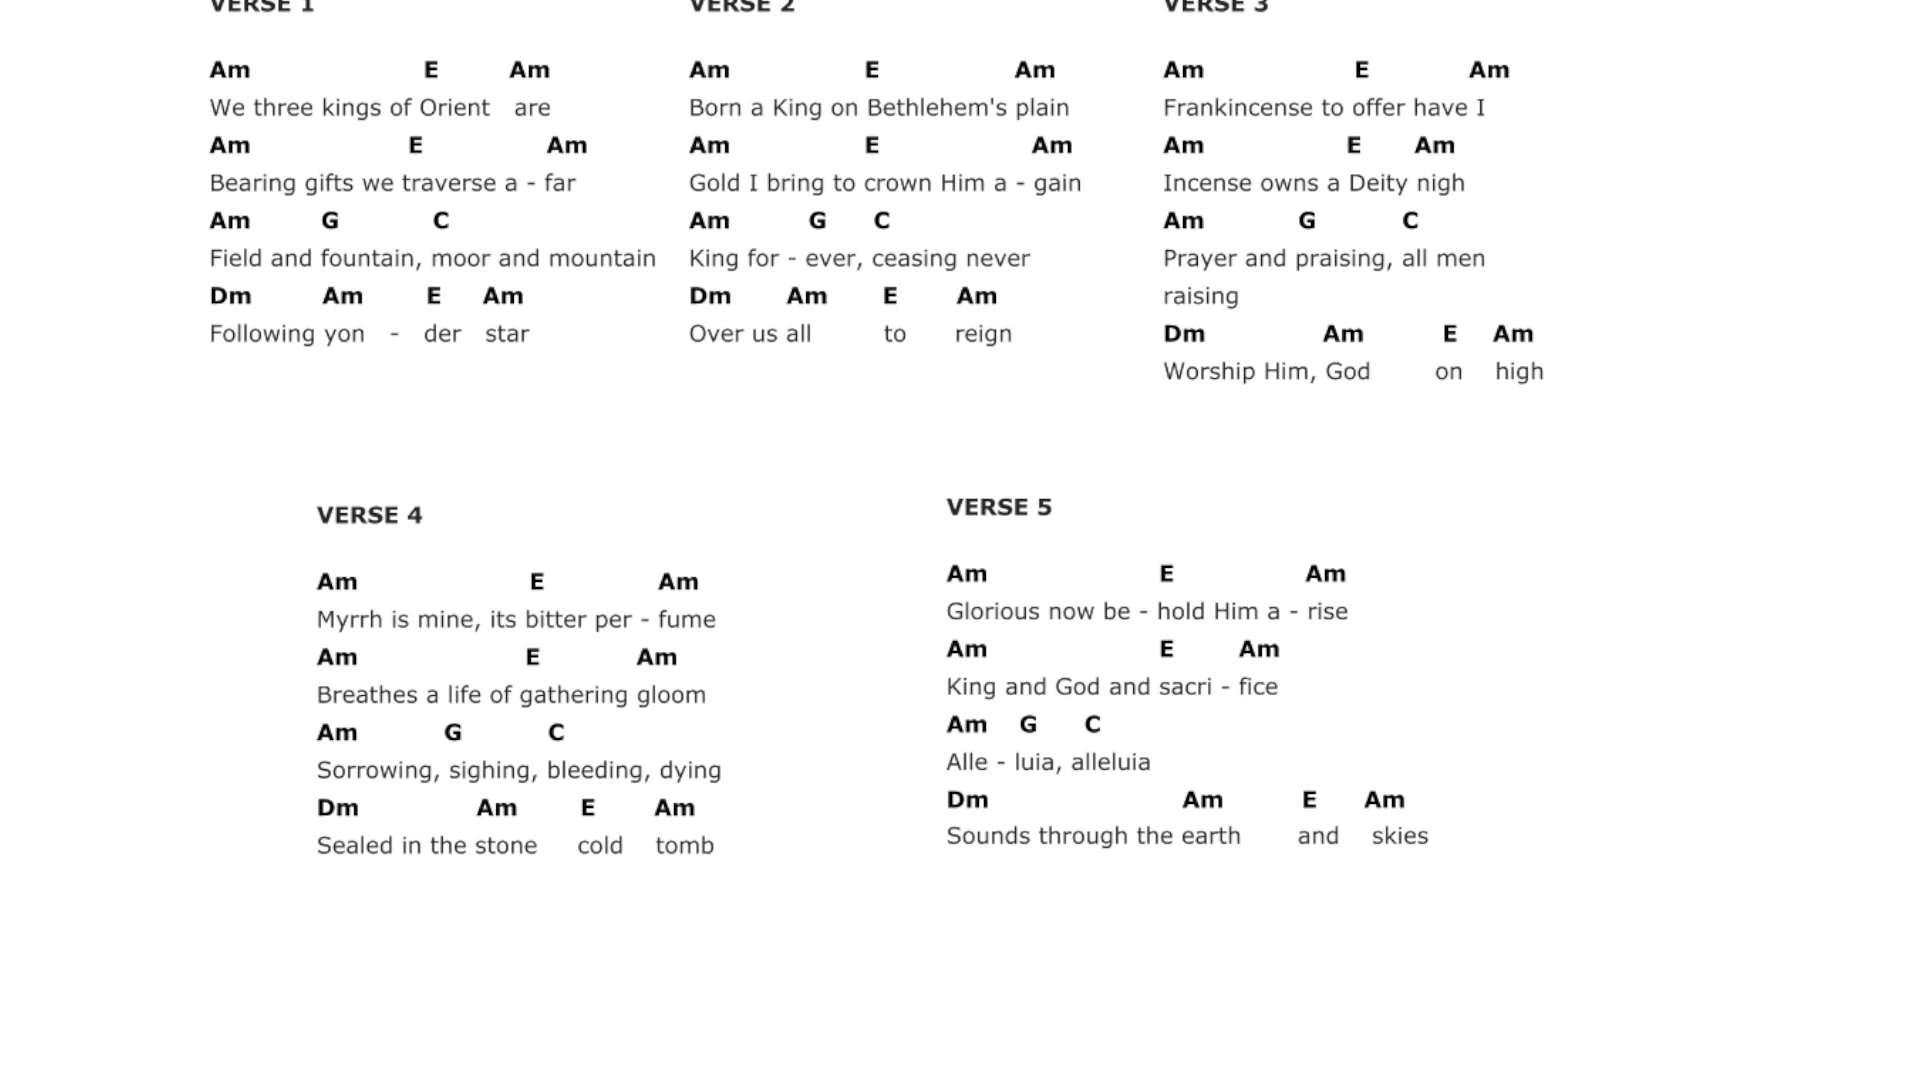 VERSE 1
Am E Am
We three kings of Orient are
Am E Am
Bearing gifts we traverse a - far
Am G C
Field and fountain, moor and mountain
Dm Am E Am
Following yon - der star
VERSE 2
Am E Am
Born a King on Bethlehem's plain
Am E Am
Gold I bring to crown Him a - gain
Am G C
King for - ever, ceasing never
Dm Am E Am
Over us all to reign
VERSE 3
Am E Am
Frankincense to offer have I
Am E Am
Incense owns a Deity nigh
Am G C
Prayer and praising, all men
raising
Dm Am E Am
Worship Him, God on high
VERSE 4
Am E Am
Myrrh is mine, its bitter per - fume
Am E Am
Breathes a life of gathering gloom
Am G C
Sorrowing, sighing, bleeding, dying
Dm Am E Am
Sealed in the stone cold tomb
VERSE 5
Am E Am
Glorious now be - hold Him a - rise
Am E Am
King and God and sacri - fice
Am G C
Alle - luia, alleluia
Dm Am E Am
Sounds through the earth and skies